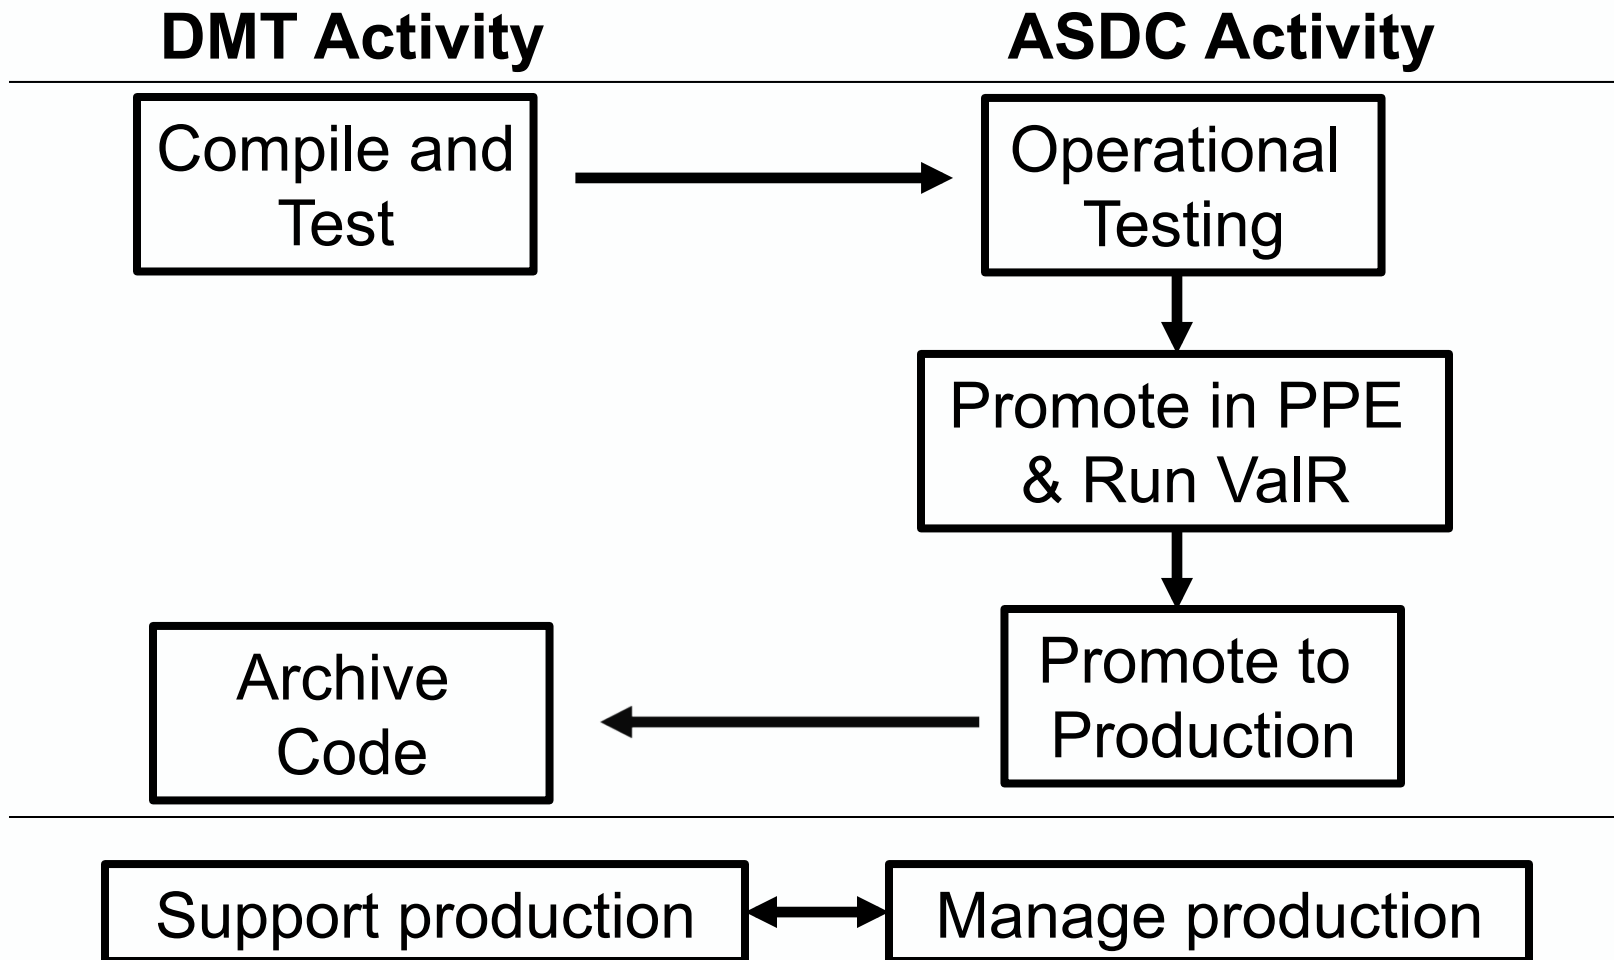 DMT Activity
ASDC Activity
Compile and
Test
Operational
Testing
Promote in PPE
& Run ValR
Archive
Code
Promote to
Production
Support production
Manage production